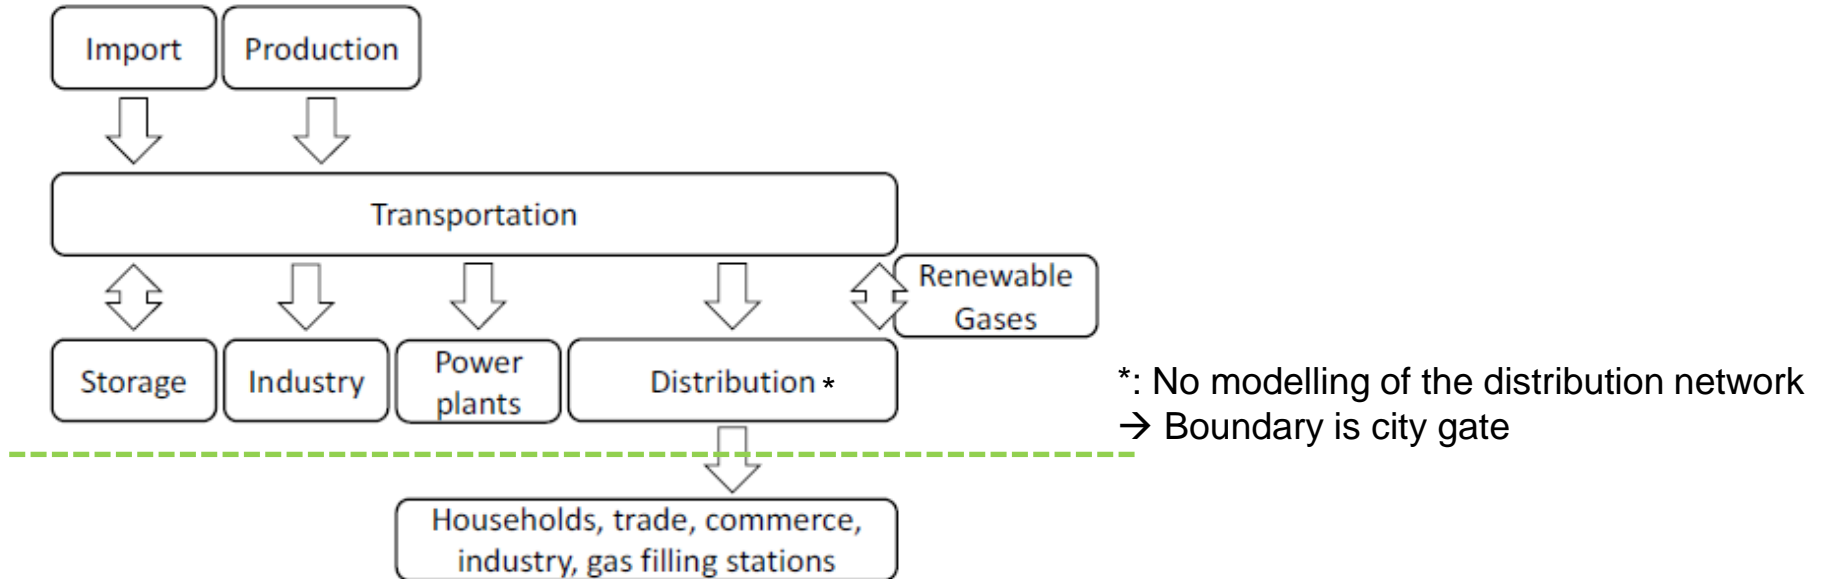 Import
Production
Transportation
Renewable
Gases
Storage
Industry
Power
plants
Distribution *
*: No modelling of the distribution network
→ Boundary is city gate
Households, trade, commerce,
industry, gas filling stations